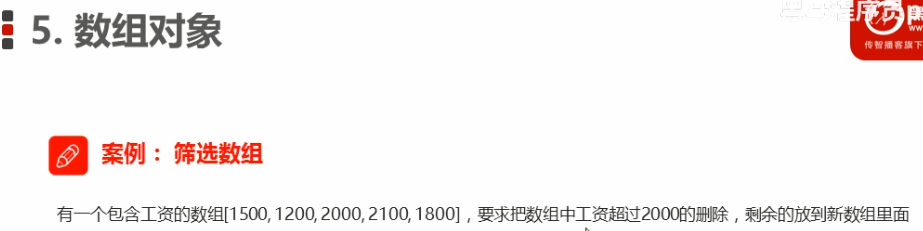 5. 数组对象
传智播客旗下
案例： 筛选数组
有一个包含工资的数组[1500, 1200, 2000, 2100, 1800]，要求把数组中工资超过2000的删除，剩余的放到新数组里面